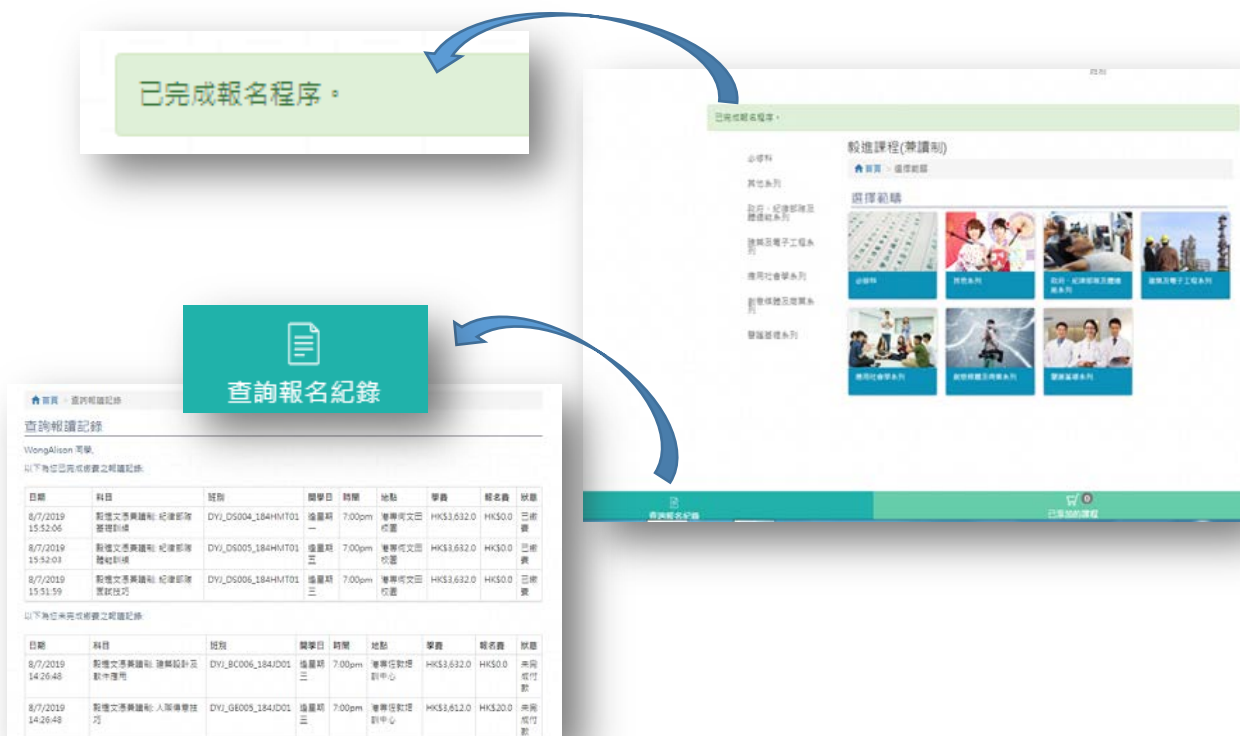 已完成報名程序。
已完成報名程序。
毅進課程(兼讀制)
首頁 > 選擇範疇
選擇範疇
必修科
其他系列
政府、紀律部隊及
體適能系列
建築及電子工程系
列
應用社會學系列
創意媒體及商業系
列
醫護基礎系列
必修科
其他系列
政府、紀律部隊及體適
能系列
建築及電子工程系列
應用社會學系列
創意媒體及商業系列
醫護基礎系列
查詢報名紀錄
0
已添加的課程
查詢報名紀錄
首頁 > 查詢報讀記錄
查詢報讀記錄
WongAlison 同學,
以下為您已完成繳費之報讀記錄:
日期 科目 班別 開學日 時間 地點 學費 報名費 狀態
8/7/2019 毅進文憑兼讀制: 紀律部隊 DYJ_DS004_184HMT01 逢星期 7:00pm 港專何文田 HK$3,632.0 HK$0.0 已繳
15:52:06 基礎訓練 一 校園 費
8/7/2019 毅進文憑兼讀制: 紀律部隊 DYJ_DS005_184HMT01 逢星期 7:00pm 港專何文田 HK$3,632.0 HK$0.0 已繳
15:52:03 體能訓練 五 校園 費
8/7/2019 毅進文憑兼讀制: 紀律部隊 DYJ_DS006_184HMT01 逢星期 7:00pm 港專何文田 HK$3,632.0 HK$0.0 已繳
15:51:59 面試技巧 三 校園 費
以下為您未完成繳費之報讀記錄:
日期 科目 班別 開學日 時間 地點 學費 報名費 狀態
8/7/2019 毅進文憑兼讀制: 建築設計及 DYJ_BC006_184JD01 逢星期 7:00pm 港專佐敦培 HK$3,632.0 HK$0.0 未完
14:26:48 軟件應用 三 訓中心 成付
款
8/7/2019 毅進文憑兼讀制: 人際傳意技 DYJ_GE005_184JD01 逢星期 7:00pm 港專佐敦培 HK$3,612.0 HK$20.0 未完
14:26:48 巧 五 訓中心 成付
款